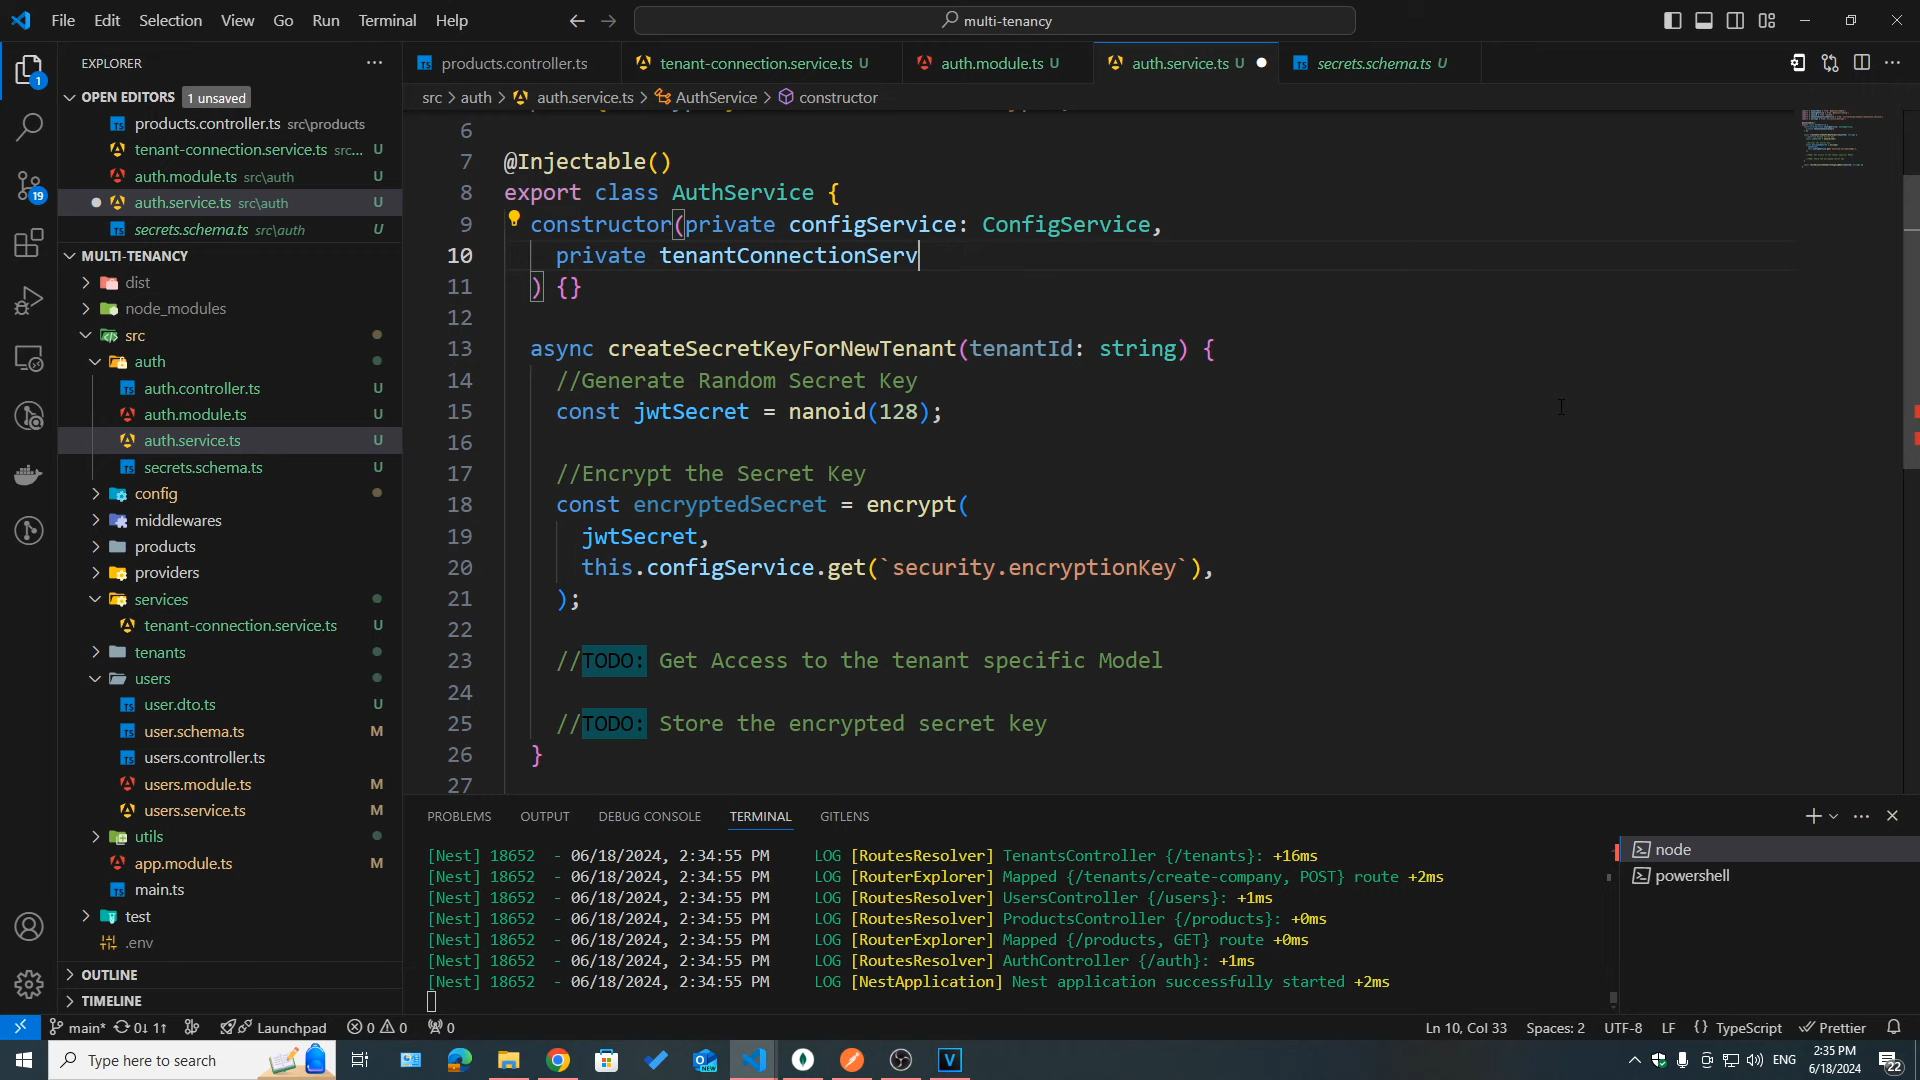 File Edit Selection View Go Run Terminal Help
multi-tenancy
EXPLORER
OPEN EDITORS 1 unsaved
products.controller.ts src\products
tenant-connection.service.ts src... U
auth.module.ts src\auth U
auth.service.ts src\auth U
secrets.schema.ts src\auth U
MULTI-TENANCY
dist
node_modules
src
auth
auth.controller.ts U
auth.module.ts U
auth.service.ts U
secrets.schema.ts U
config
middlewares
products
providers
services
tenant-connection.service.ts U
tenants
users
user.dto.ts U
user.schema.ts M
users.controller.ts
users.module.ts M
users.service.ts M
utils
app.module.ts M
main.ts
test
.env
OUTLINE
TIMELINE
1
19
products.controller.ts
tenant-connection.service.ts U
auth.module.ts U
auth.service.ts U
secrets.schema.ts U
src > auth > auth.service.ts > AuthService > constructor
6
7 @Injectable()
8 export class AuthService {
9 constructor(private configService: ConfigService,
10 private tenantConnectionServ
11 ) {}
12
13 async createSecretKeyForNewTenant(tenantId: string) {
14 //Generate Random Secret Key
15 const jwtSecret = nanoid(128);
16
17 //Encrypt the Secret Key
18 const encryptedSecret = encrypt(
19 jwtSecret,
20 this.configService.get(`security.encryptionKey`),
21 );
22
23 //TODO: Get Access to the tenant specific Model
24
25 //TODO: Store the encrypted secret key
26 }
27
PROBLEMS OUTPUT DEBUG CONSOLE TERMINAL GITLENS
[Nest] 18652 - 06/18/2024, 2:34:55 PM LOG [RoutesResolver] TenantsController {/tenants}: +16ms
[Nest] 18652 - 06/18/2024, 2:34:55 PM LOG [RouterExplorer] Mapped {/tenants/create-company, POST} route +2ms
[Nest] 18652 - 06/18/2024, 2:34:55 PM LOG [RoutesResolver] UsersController {/users}: +1ms
[Nest] 18652 - 06/18/2024, 2:34:55 PM LOG [RoutesResolver] ProductsController {/products}: +0ms
[Nest] 18652 - 06/18/2024, 2:34:55 PM LOG [RouterExplorer] Mapped {/products, GET} route +0ms
[Nest] 18652 - 06/18/2024, 2:34:55 PM LOG [RoutesResolver] AuthController {/auth}: +1ms
[Nest] 18652 - 06/18/2024, 2:34:55 PM LOG [NestApplication] Nest application successfully started +2ms
node
powershell
main* 0↓ 1↑ Launchpad 0 0 0 Ln 10, Col 33 Spaces: 2 UTF-8 LF {} TypeScript Prettier
Type here to search
ENG
2:35 PM
6/18/2024
22